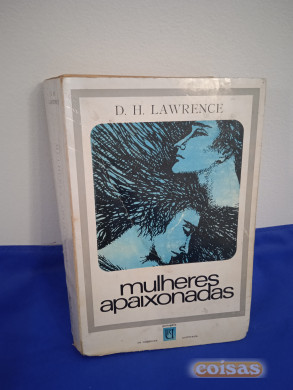 D. H. LAWRENCE
mulheres
apaixonadas
coisas